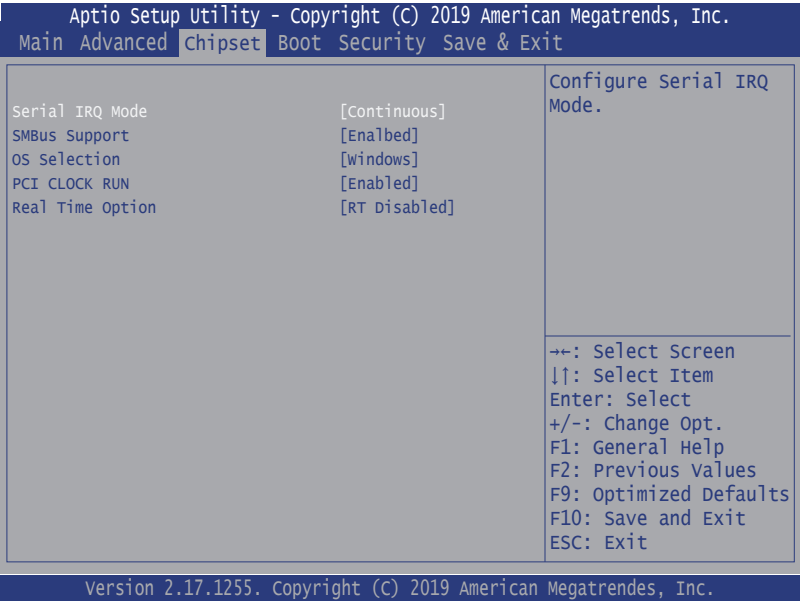 Aptio Setup Utility - Copyright (C) 2019 American Megatrends, Inc.
Main Advanced Chipset Boot Security Save & Exit
Serial IRQ Mode [Continuous]
SMBus Support [Enalbed]
OS Selection [Windows]
PCI CLOCK RUN [Enabled]
Real Time Option [RT Disabled]
Configure Serial IRQ
Mode.
→←: Select Screen
↓↑: Select Item
Enter: Select
+/-: Change Opt.
F1: General Help
F2: Previous Values
F9: Optimized Defaults
F10: Save and Exit
ESC: Exit
Version 2.17.1255. Copyright (C) 2019 American Megatrendes, Inc.